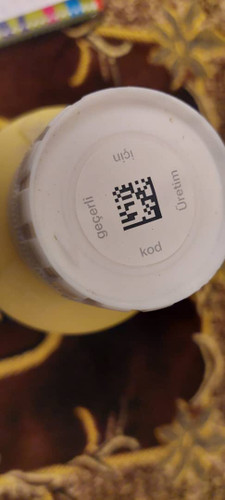 Üretim
için
geçerli
kod